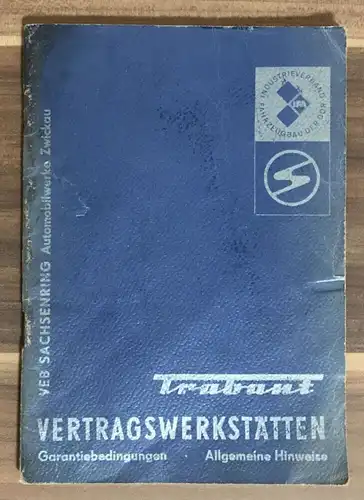 INDUSTRIEVERBAND
FAHRZEUGBAU DER DDR
IFA
S
VEB SACHSENRING Automobilwerke Zwickau
Trabant
VERTRAGSWERKSTÄTTEN
Garantiebedingungen · Allgemeine Hinweise